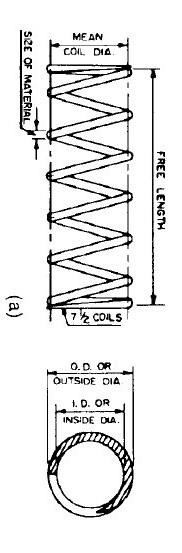 MEAN
COIL DIA.
SIZE OF MATERIAL
FREE LENGTH
7 1/2 COILS
(a)
O.D. OR
OUTSIDE DIA.
I.D. OR
INSIDE DIA.